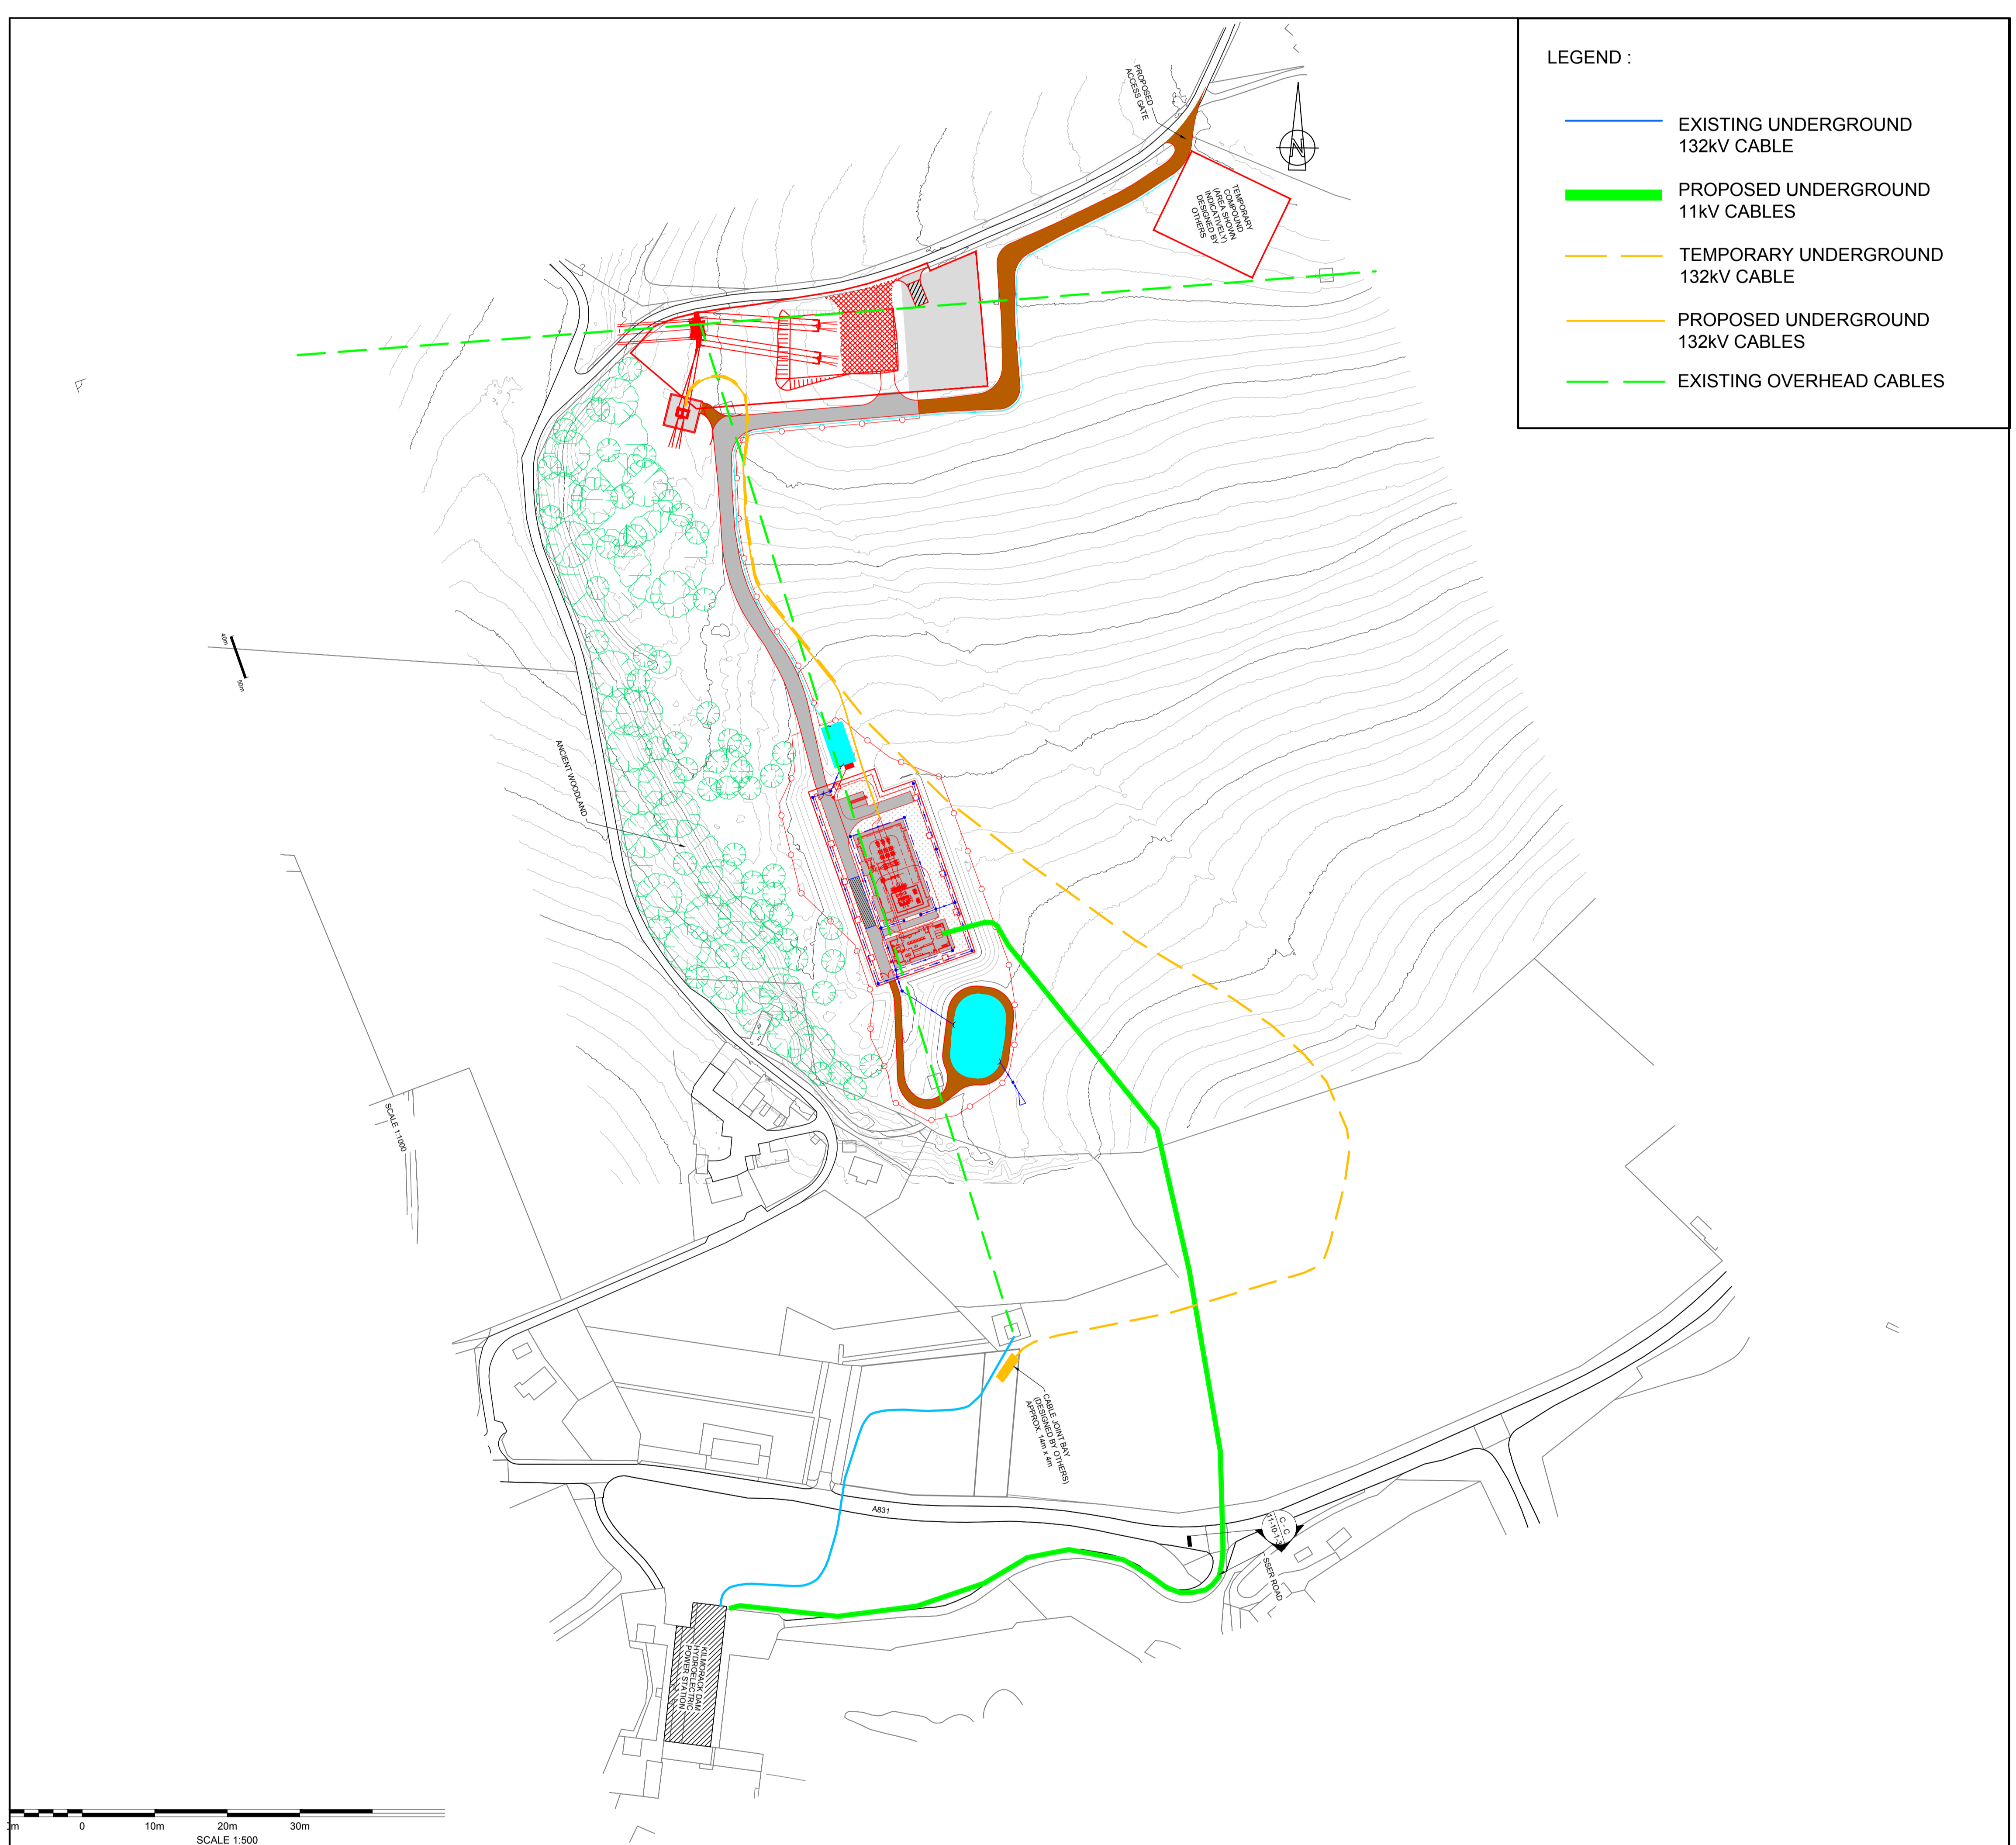 LEGEND :
EXISTING UNDERGROUND
132kV CABLE
PROPOSED UNDERGROUND
11kV CABLES
TEMPORARY UNDERGROUND
132kV CABLE
PROPOSED UNDERGROUND
132kV CABLES
EXISTING OVERHEAD CABLES
PROPOSED
ACCESS GATE
N
TEMPORARY
COMPOUND
(AREA SHOWN
INDICATIVELY)
DESIGNED BY
OTHERS
40m
50m
ANCIENT WOODLAND
SCALE 1:1000
CABLE JOINT BAY
(DESIGNED BY OTHERS)
APPROX. 14m x 4m
A831
C - C
SSER ROAD
KILMORACK DAM
HYDROELECTRIC
POWER STATION
0
10m
20m
30m
SCALE 1:500